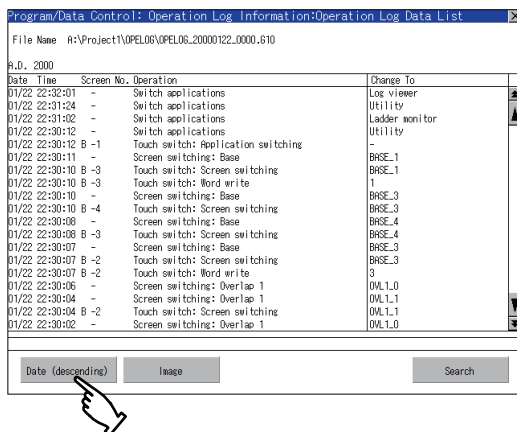 Program/Data Control: Operation Log Information:Operation Log Data List
File Name A:\Project1\OPELOG\OPELOG_20000122_0000.G10
A.D. 2000
Date Time Screen No. Operation Change To
01/22 22:32:01 - Switch applications Log viewer
01/22 22:31:24 - Switch applications Utility
01/22 22:31:02 - Switch applications Ladder monitor
01/22 22:30:12 - Switch applications Utility
01/22 22:30:12 B -1 Touch switch: Application switching -
01/22 22:30:11 - Screen switching: Base BASE_1
01/22 22:30:10 B -3 Touch switch: Screen switching BASE_1
01/22 22:30:10 B -3 Touch switch: Word write 1
01/22 22:30:10 - Screen switching: Base BASE_3
01/22 22:30:10 B -4 Touch switch: Screen switching BASE_3
01/22 22:30:08 - Screen switching: Base BASE_4
01/22 22:30:08 B -3 Touch switch: Screen switching BASE_4
01/22 22:30:07 - Screen switching: Base BASE_3
01/22 22:30:07 B -2 Touch switch: Screen switching BASE_3
01/22 22:30:07 B -2 Touch switch: Word write 3
01/22 22:30:06 - Screen switching: Overlap 1 OVL1_0
01/22 22:30:04 - Screen switching: Overlap 1 OVL1_1
01/22 22:30:04 B -2 Touch switch: Screen switching OVL1_1
01/22 22:30:02 - Screen switching: Overlap 1 OVL1_0
Date (descending) Image Search